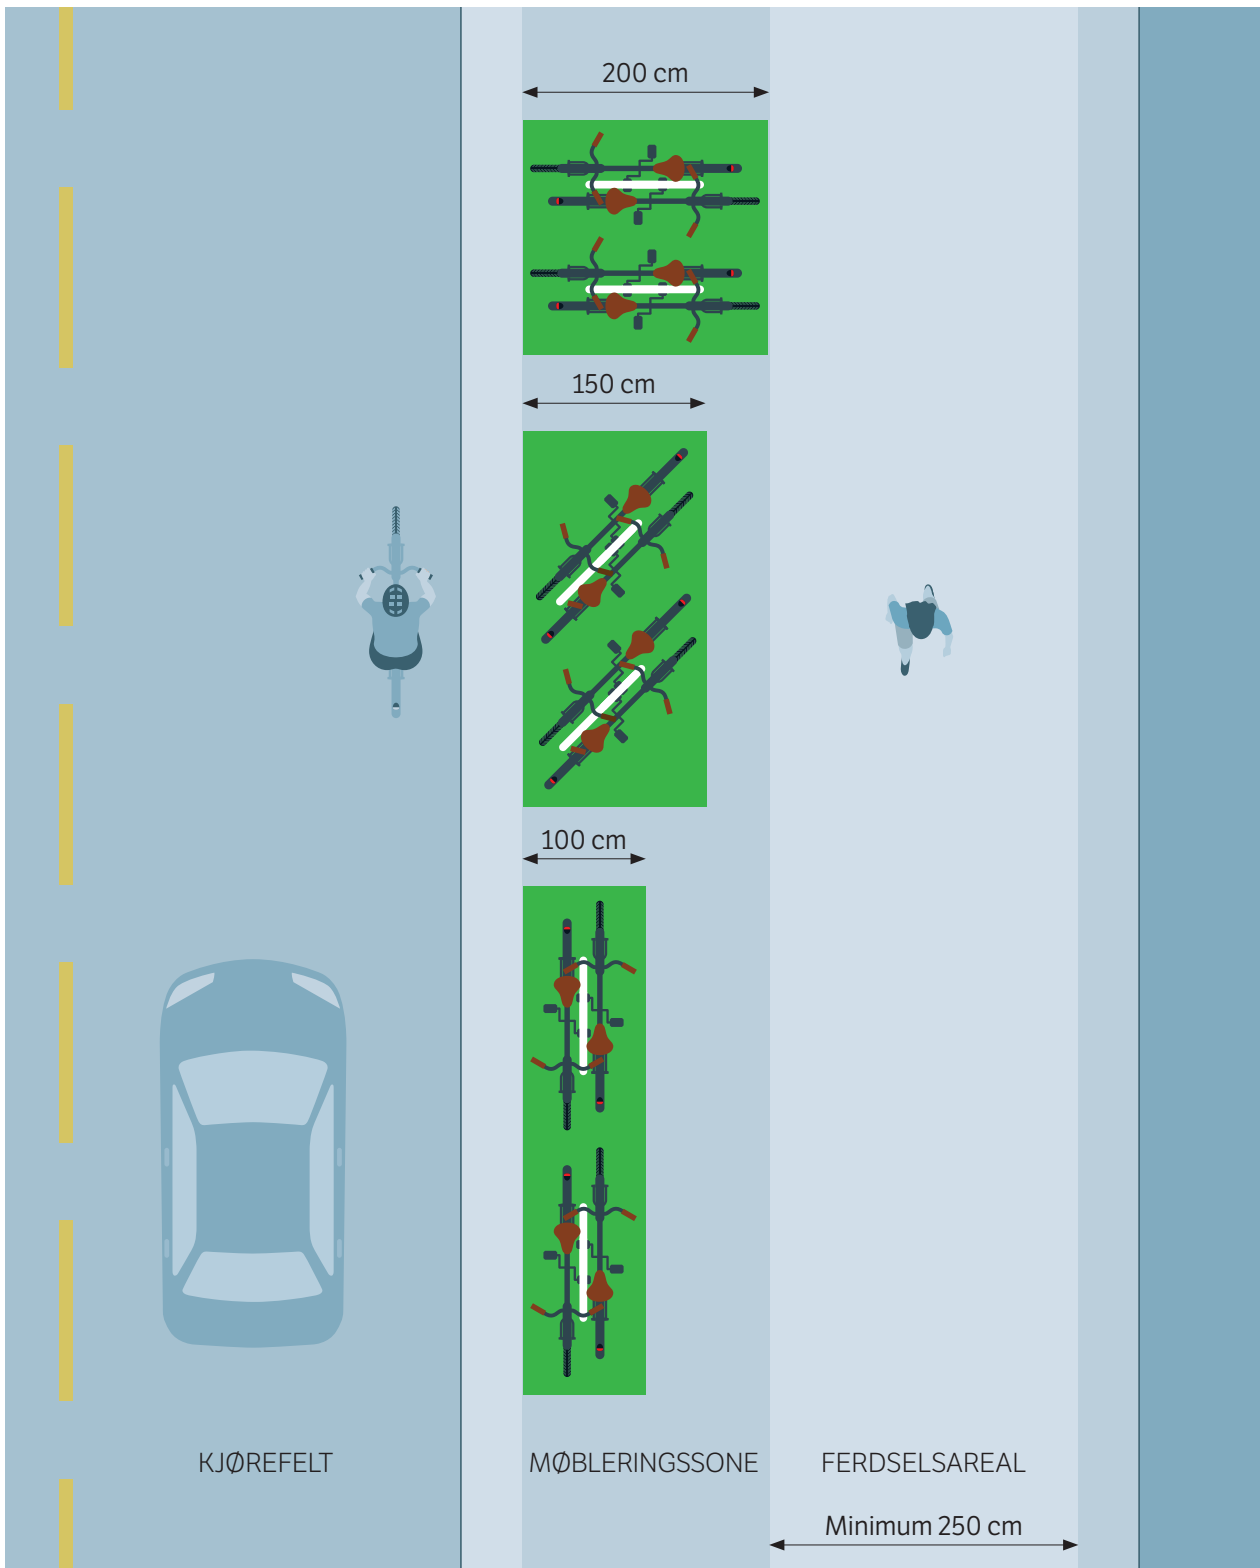 200 cm
150 cm
100 cm
KJØREFELT
MØBLERINGSSONE
FERDSELSAREAL
Minimum 250 cm